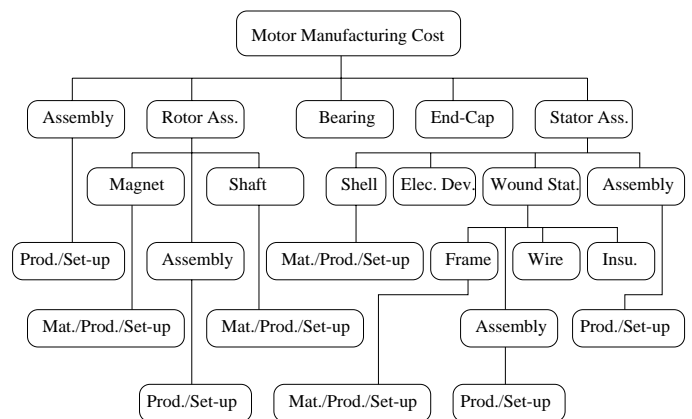 Motor Manufacturing Cost
Assembly
Rotor Ass.
Bearing
End-Cap
Stator Ass.
Magnet
Shaft
Shell
Elec. Dev.
Wound Stat.
Assembly
Prod./Set-up
Assembly
Mat./Prod./Set-up
Frame
Wire
Insu.
Mat./Prod./Set-up
Mat./Prod./Set-up
Assembly
Prod./Set-up
Prod./Set-up
Mat./Prod./Set-up
Prod./Set-up